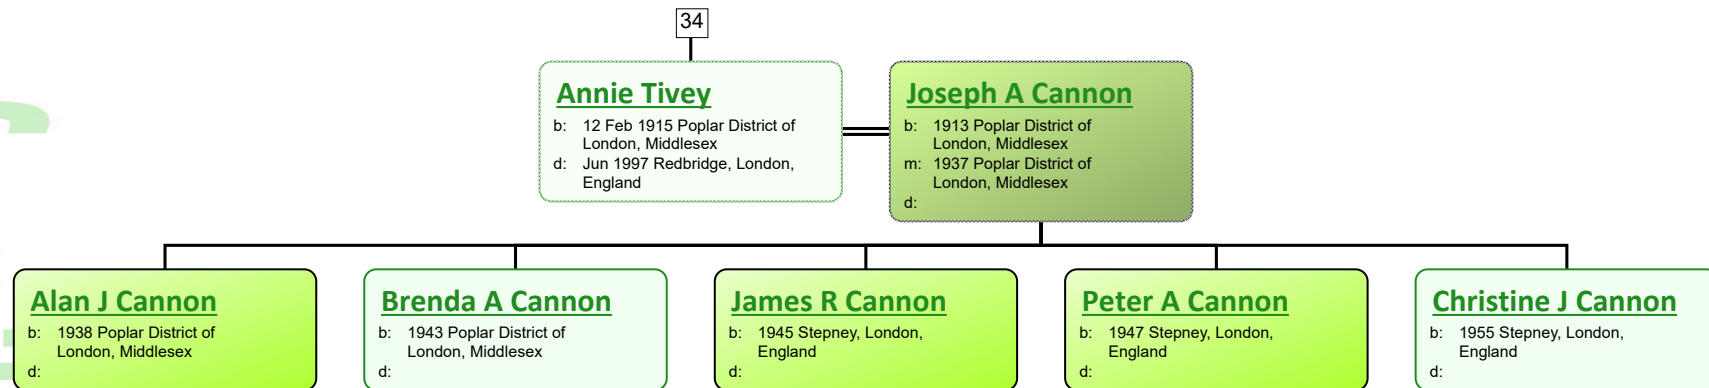 34
Annie Tivey
b: 12 Feb 1915 Poplar District of
London, Middlesex
d: Jun 1997 Redbridge, London,
England
Joseph A Cannon
b: 1913 Poplar District of
London, Middlesex
m: 1937 Poplar District of
London, Middlesex
d:
Alan J Cannon
b: 1938 Poplar District of
London, Middlesex
d:
Brenda A Cannon
b: 1943 Poplar District of
London, Middlesex
d:
James R Cannon
b: 1945 Stepney, London,
England
d:
Peter A Cannon
b: 1947 Stepney, London,
England
d:
Christine J Cannon
b: 1955 Stepney, London,
England
d: